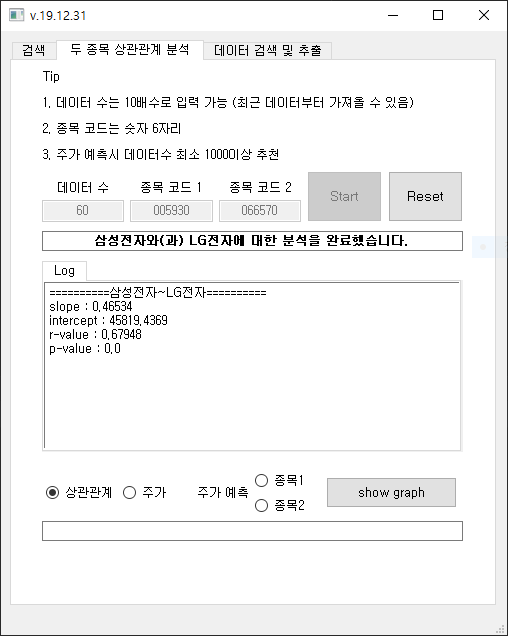 v.19.12.31
검색 두 종목 상관관계 분석 데이터 검색 및 추출
Tip
1. 데이터 수는 10배수로 입력 가능 (최근 데이터부터 가져올 수 있음)
2. 종목 코드는 숫자 6자리
3. 주가 예측시 데이터수 최소 1000이상 추천
데이터 수 종목 코드 1 종목 코드 2
60 005930 066570 Start Reset
삼성전자와(과) LG전자에 대한 분석을 완료했습니다.
Log
==========삼성전자~LG전자==========
slope : 0.46534
intercept : 45819.4369
r-value : 0.67948
p-value : 0.0
상관관계 주가 주가 예측 종목1
종목2
show graph